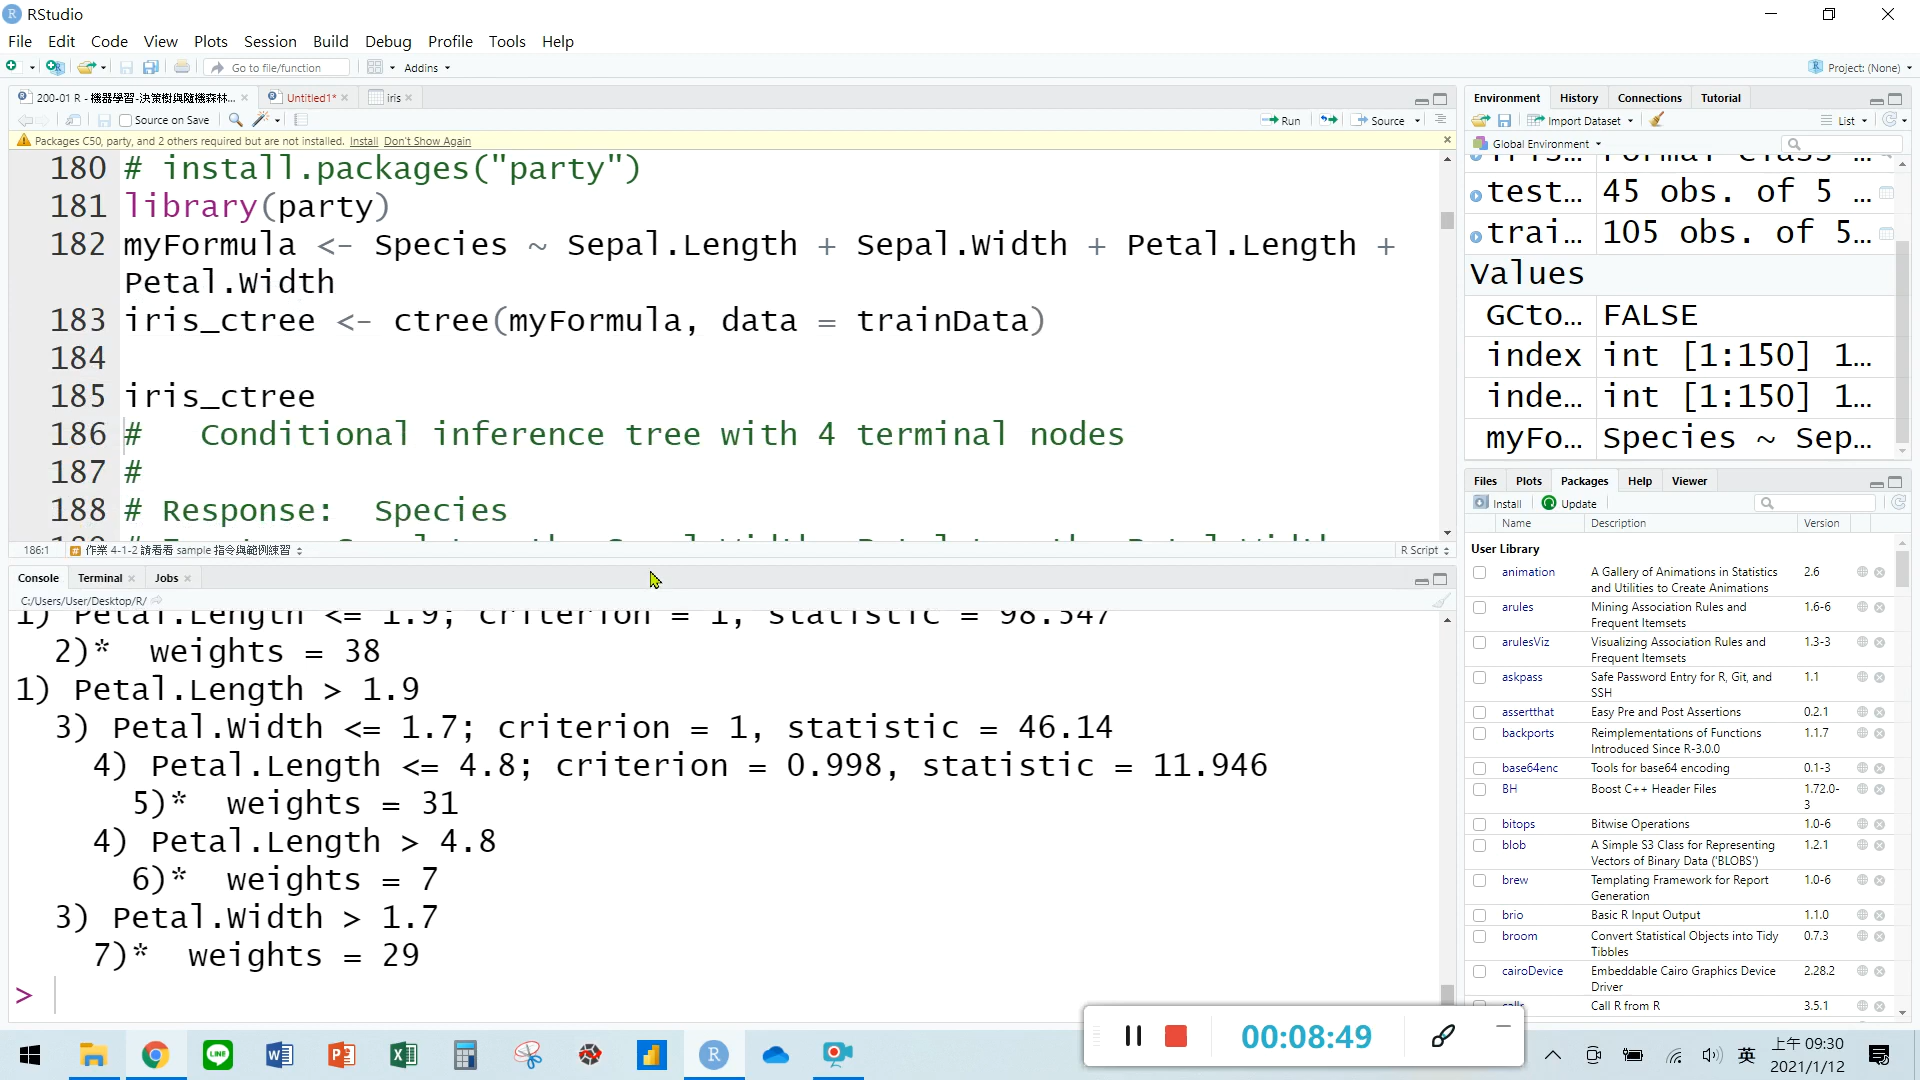 RStudio
File Edit Code View Plots Session Build Debug Profile Tools Help
Go to file/function Addins Project: (None)
200-01 R - 機器學習-決策樹與隨機森林... Untitled1* iris
Source on Save Run Source
Packages C50, party, and 2 others required but are not installed. Install Don't Show Again
180 # install.packages("party")
181 library(party)
182 myFormula <- Species ~ Sepal.Length + Sepal.Width + Petal.Length +
Petal.Width
183 iris_ctree <- ctree(myFormula, data = trainData)
184
185 iris_ctree
186 #   Conditional inference tree with 4 terminal nodes
187 #
188 # Response:  Species
186:1 作業 4-1-2 請看看 sample 指令與範例練習 R Script
Console Terminal Jobs
C:/Users/User/Desktop/R/
1) Petal.Length <= 1.9; criterion = 1, statistic = 98.547
2)*  weights = 38
1) Petal.Length > 1.9
3) Petal.Width <= 1.7; criterion = 1, statistic = 46.14
4) Petal.Length <= 4.8; criterion = 0.998, statistic = 11.946
5)*  weights = 31
4) Petal.Length > 4.8
6)*  weights = 7
3) Petal.Width > 1.7
7)*  weights = 29
>
Environment History Connections Tutorial
Import Dataset List
Global Environment
test... 45 obs. of 5 ...
trai... 105 obs. of 5...
Values
GCto... FALSE
index int [1:150] 1...
inde... int [1:150] 1...
myFo... Species ~ Sep...
Files Plots Packages Help Viewer
Install Update
Name Description Version
User Library
animation A Gallery of Animations in Statistics 2.6
and Utilities to Create Animations
arules Mining Association Rules and 1.6-6
Frequent Itemsets
arulesViz Visualizing Association Rules and 1.3-3
Frequent Itemsets
askpass Safe Password Entry for R, Git, and 1.1
SSH
assertthat Easy Pre and Post Assertions 0.2.1
backports Reimplementations of Functions 1.1.7
Introduced Since R-3.0.0
base64enc Tools for base64 encoding 0.1-3
BH Boost C++ Header Files 1.72.0-
3
bitops Bitwise Operations 1.0-6
blob A Simple S3 Class for Representing 1.2.1
Vectors of Binary Data ('BLOBS')
brew Templating Framework for Report 1.0-6
Generation
brio Basic R Input Output 1.1.0
broom Convert Statistical Objects into Tidy 0.7.3
Tibbles
cairoDevice Embeddable Cairo Graphics Device 2.28.2
Driver
Call R from R 3.5.1
00:08:49
LINE
英 上午 09:30
2021/1/12